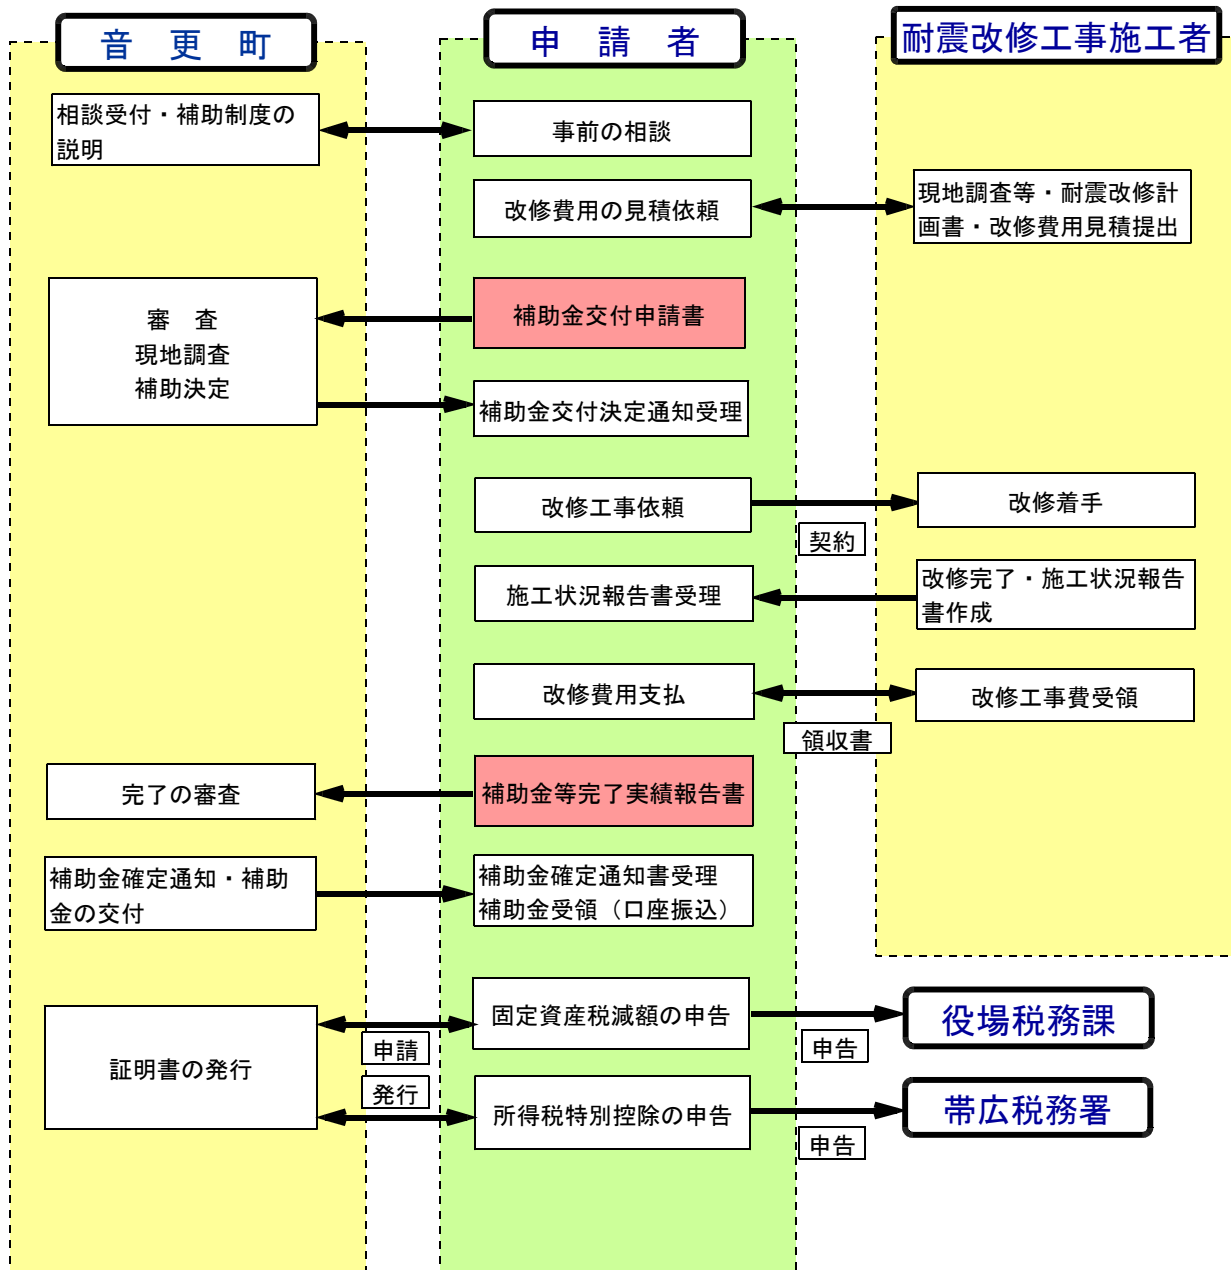 音　更　町
申　請　者
耐震改修工事施工者
相談受付・補助制度の
説明
事前の相談
改修費用の見積依頼
現地調査等・耐震改修計
画書・改修費用見積提出
審　査
現地調査
補助決定
補助金交付申請書
補助金交付決定通知受理
改修工事依頼
契約
改修着手
施工状況報告書受理
改修完了・施工状況報告
書作成
改修費用支払
領収書
改修工事費受領
完了の審査
補助金等完了実績報告書
補助金確定通知・補助
金の交付
補助金確定通知書受理
補助金受領（口座振込）
証明書の発行
申請
発行
固定資産税減額の申告
申告
役場税務課
所得税特別控除の申告
申告
帯広税務署